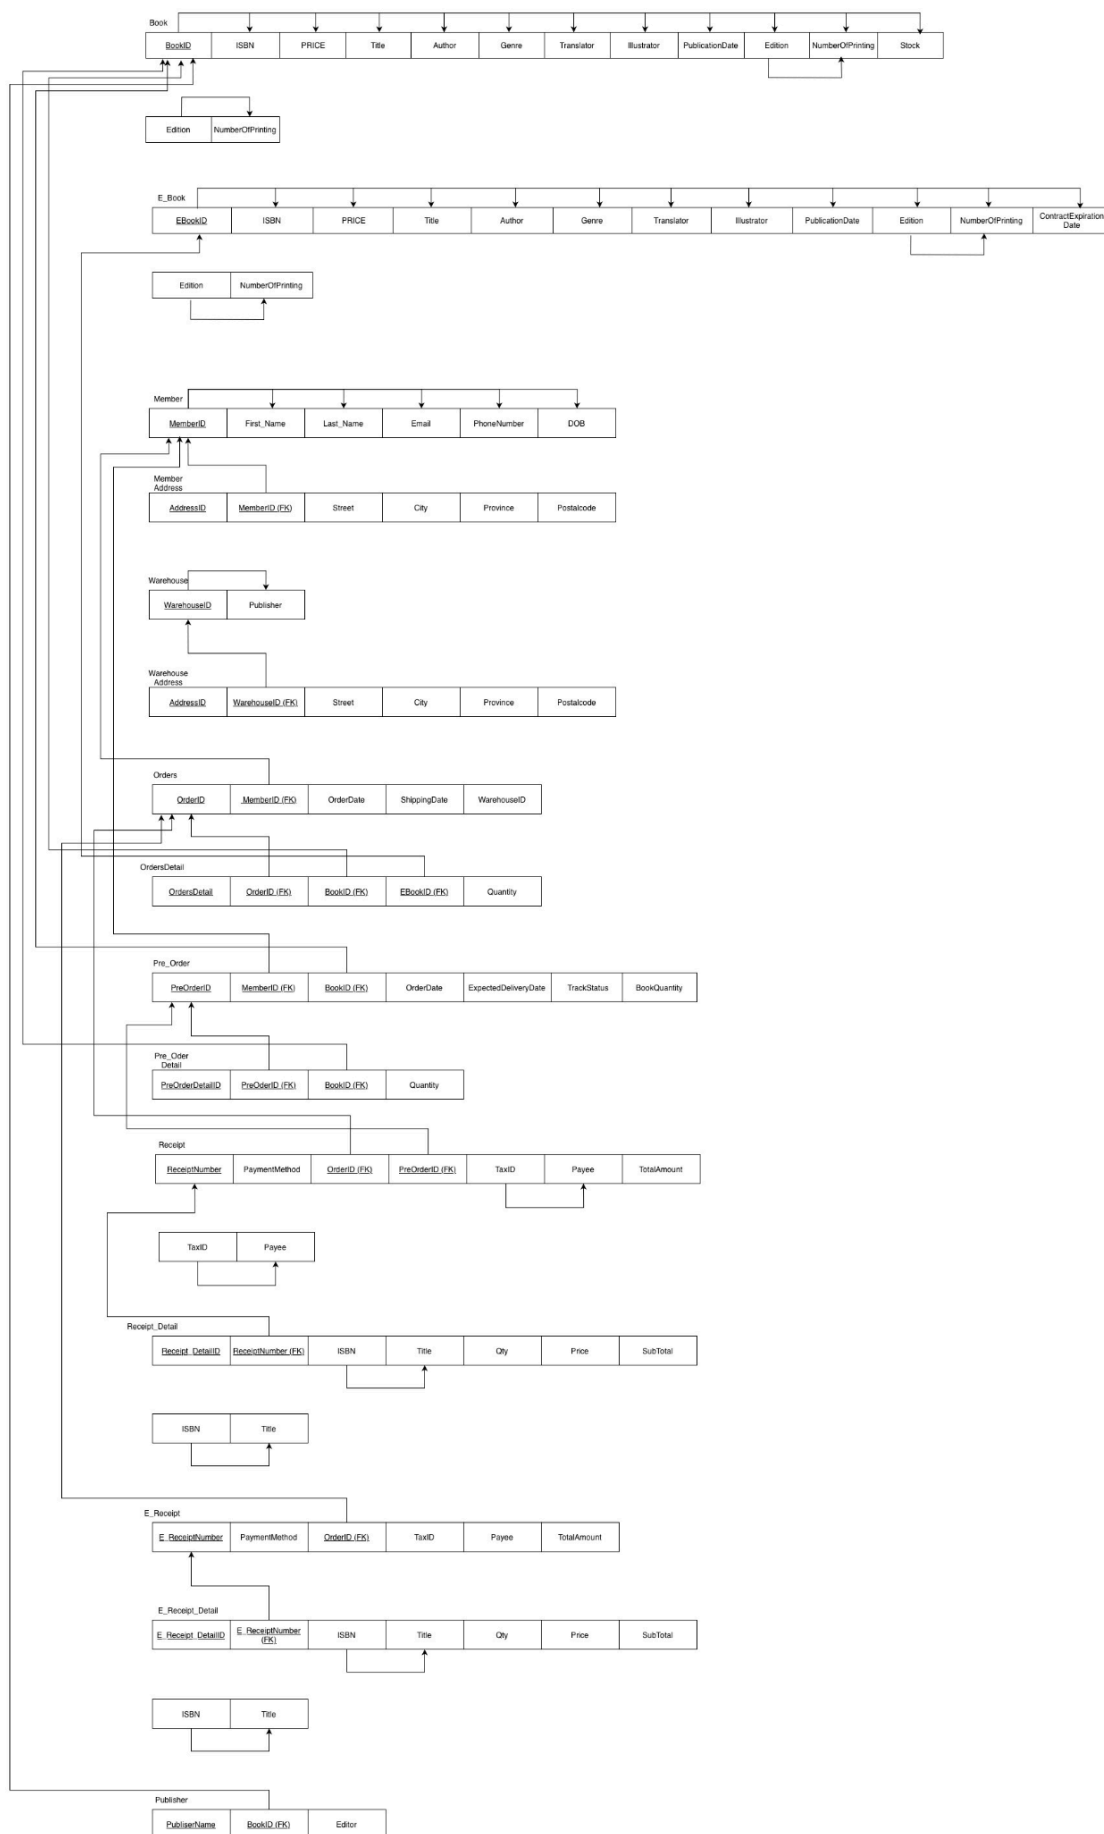 Book
BookID ISBN PRICE Title Author Genre Translator Illustrator PublicationDate Edition NumberOfPrinting Stock
Edition NumberOfPrinting
E_Book
EBookID ISBN PRICE Title Author Genre Translator Illustrator PublicationDate Edition NumberOfPrinting ContractExpiration
Date
Edition NumberOfPrinting
Member
MemberID First_Name Last_Name Email PhoneNumber DOB
Member
Address
AddressID MemberID (FK) Street City Province Postalcode
Warehouse
WarehouseID Publisher
Warehouse
Address
AddressID WarehouseID (FK) Street City Province Postalcode
Orders
OrderID MemberID (FK) OrderDate ShippingDate WarehouseID
OrdersDetail
OrdersDetail OrderID (FK) BookID (FK) EBookID (FK) Quantity
Pre_Order
PreOrderID MemberID (FK) BookID (FK) OrderDate ExpectedDeliveryDate TrackStatus BookQuantity
Pre_Oder
Detail
PreOrderDetailID PreOderID (FK) BookID (FK) Quantity
Receipt
ReceiptNumber PaymentMethod OrderID (FK) PreOrderID (FK) TaxID Payee TotalAmount
TaxID Payee
Receipt_Detail
Receipt_DetailID ReceiptNumber (FK) ISBN Title Qty Price SubTotal
ISBN Title
E_Receipt
E_ReceiptNumber PaymentMethod OrderID (FK) TaxID Payee TotalAmount
E_Receipt_Detail
E_Receipt_DetailID E_ReceiptNumber
(FK) ISBN Title Qty Price SubTotal
ISBN Title
Publisher
PubliserName BookID (FK) Editor